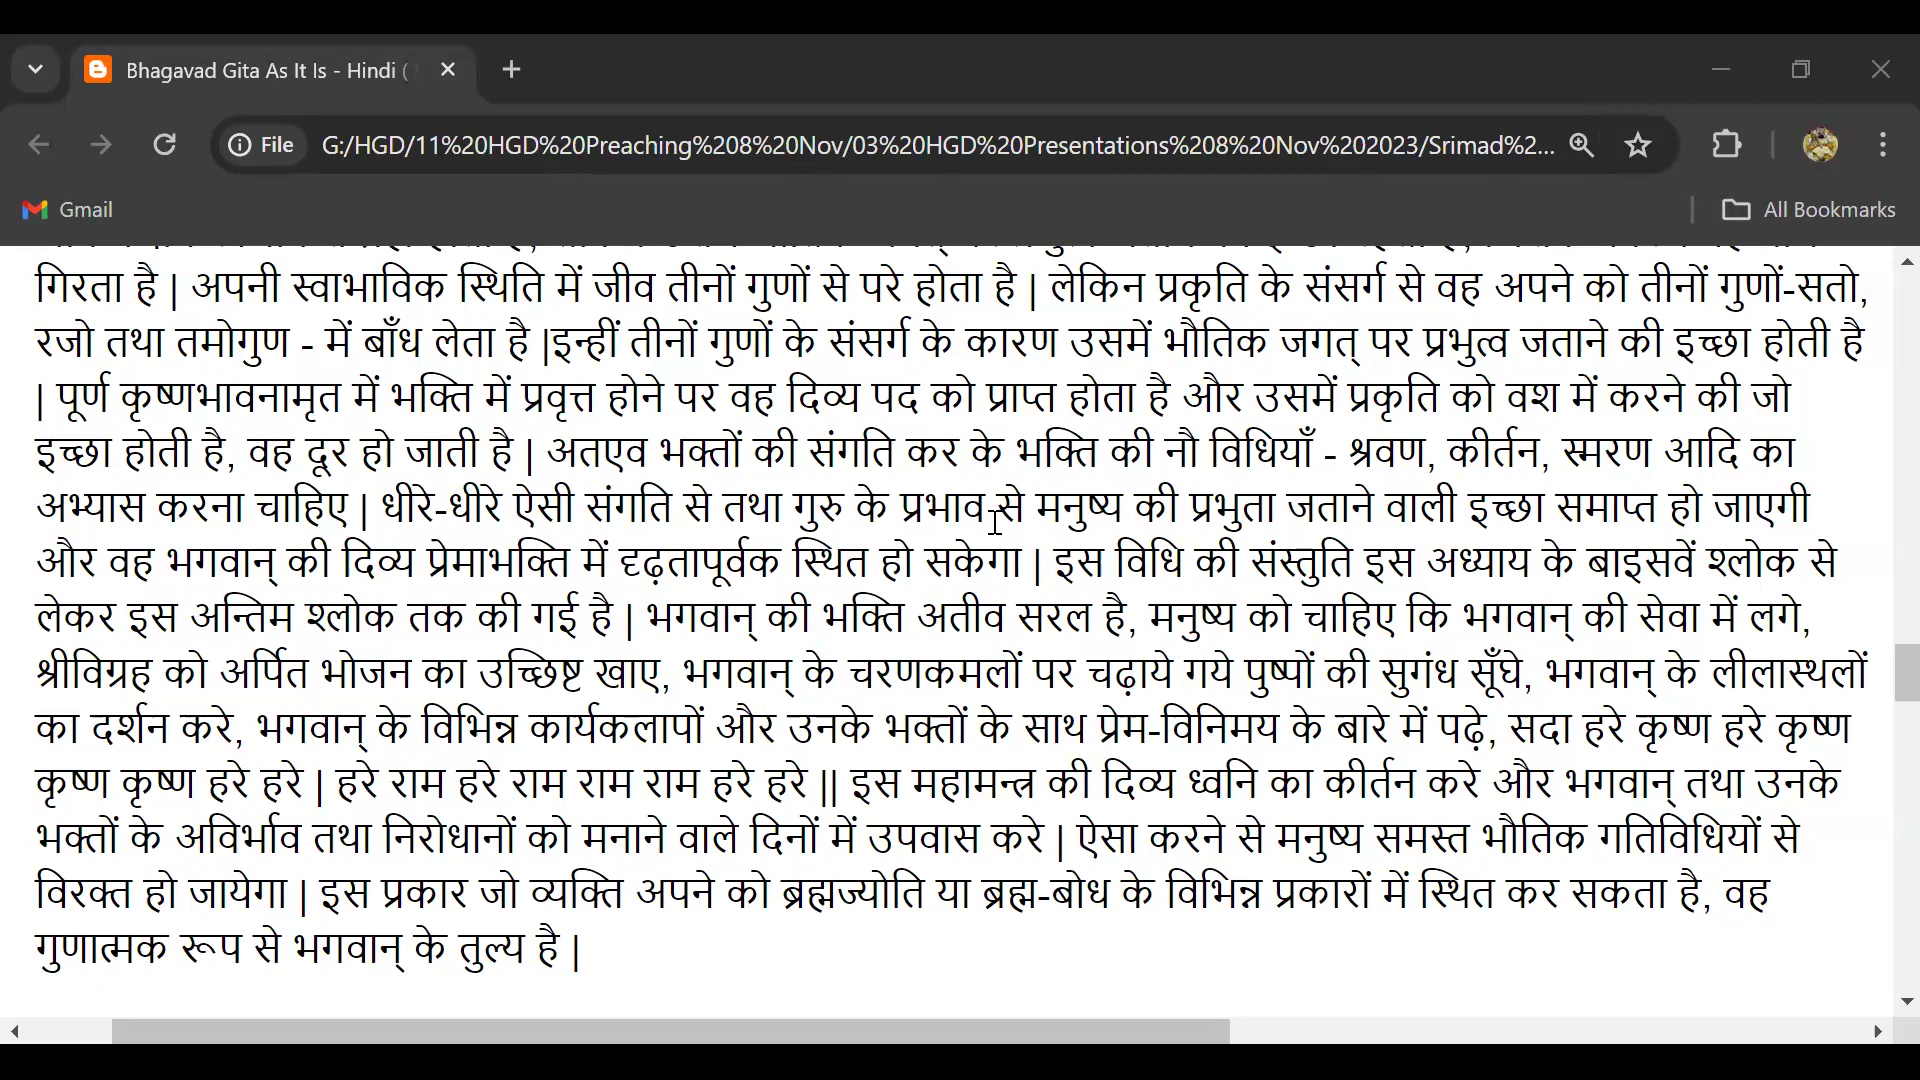 Bhagavad Gita As It Is - Hindi (
File
G:/HGD/11%20HGD%20Preaching%208%20Nov/03%20HGD%20Presentations%208%20Nov%202023/Srimad%2...
Gmail
All Bookmarks
गिरता है | अपनी स्वाभाविक स्थिति में जीव तीनों गुणों से परे होता है | लेकिन प्रकृति के संसर्ग से वह अपने को तीनों गुणों-सतो,
रजो तथा तमोगुण - में बाँध लेता है |इन्हीं तीनों गुणों के संसर्ग के कारण उसमें भौतिक जगत् पर प्रभुत्व जताने की इच्छा होती है
| पूर्ण कृष्णभावनामृत में भक्ति में प्रवृत्त होने पर वह दिव्य पद को प्राप्त होता है और उसमें प्रकृति को वश में करने की जो
इच्छा होती है, वह दूर हो जाती है | अतएव भक्तों की संगति कर के भक्ति की नौ विधियाँ - श्रवण, कीर्तन, स्मरण आदि का
अभ्यास करना चाहिए | धीरे-धीरे ऐसी संगति से तथा गुरु के प्रभाव से मनुष्य की प्रभुता जताने वाली इच्छा समाप्त हो जाएगी
और वह भगवान् की दिव्य प्रेमाभक्ति में दृढ़तापूर्वक स्थित हो सकेगा | इस विधि की संस्तुति इस अध्याय के बाइसवें श्लोक से
लेकर इस अन्तिम श्लोक तक की गई है | भगवान् की भक्ति अतीव सरल है, मनुष्य को चाहिए कि भगवान् की सेवा में लगे,
श्रीविग्रह को अर्पित भोजन का उच्छिष्ट खाए, भगवान् के चरणकमलों पर चढ़ाये गये पुष्पों की सुगंध सूँघे, भगवान् के लीलास्थलों
का दर्शन करे, भगवान् के विभिन्न कार्यकलापों और उनके भक्तों के साथ प्रेम-विनिमय के बारे में पढ़े, सदा हरे कृष्ण हरे कृष्ण
कृष्ण कृष्ण हरे हरे | हरे राम हरे राम राम राम हरे हरे || इस महामन्त्र की दिव्य ध्वनि का कीर्तन करे और भगवान् तथा उनके
भक्तों के अविर्भाव तथा निरोधानों को मनाने वाले दिनों में उपवास करे | ऐसा करने से मनुष्य समस्त भौतिक गतिविधियों से
विरक्त हो जायेगा | इस प्रकार जो व्यक्ति अपने को ब्रह्मज्योति या ब्रह्म-बोध के विभिन्न प्रकारों में स्थित कर सकता है, वह
गुणात्मक रूप से भगवान् के तुल्य है |